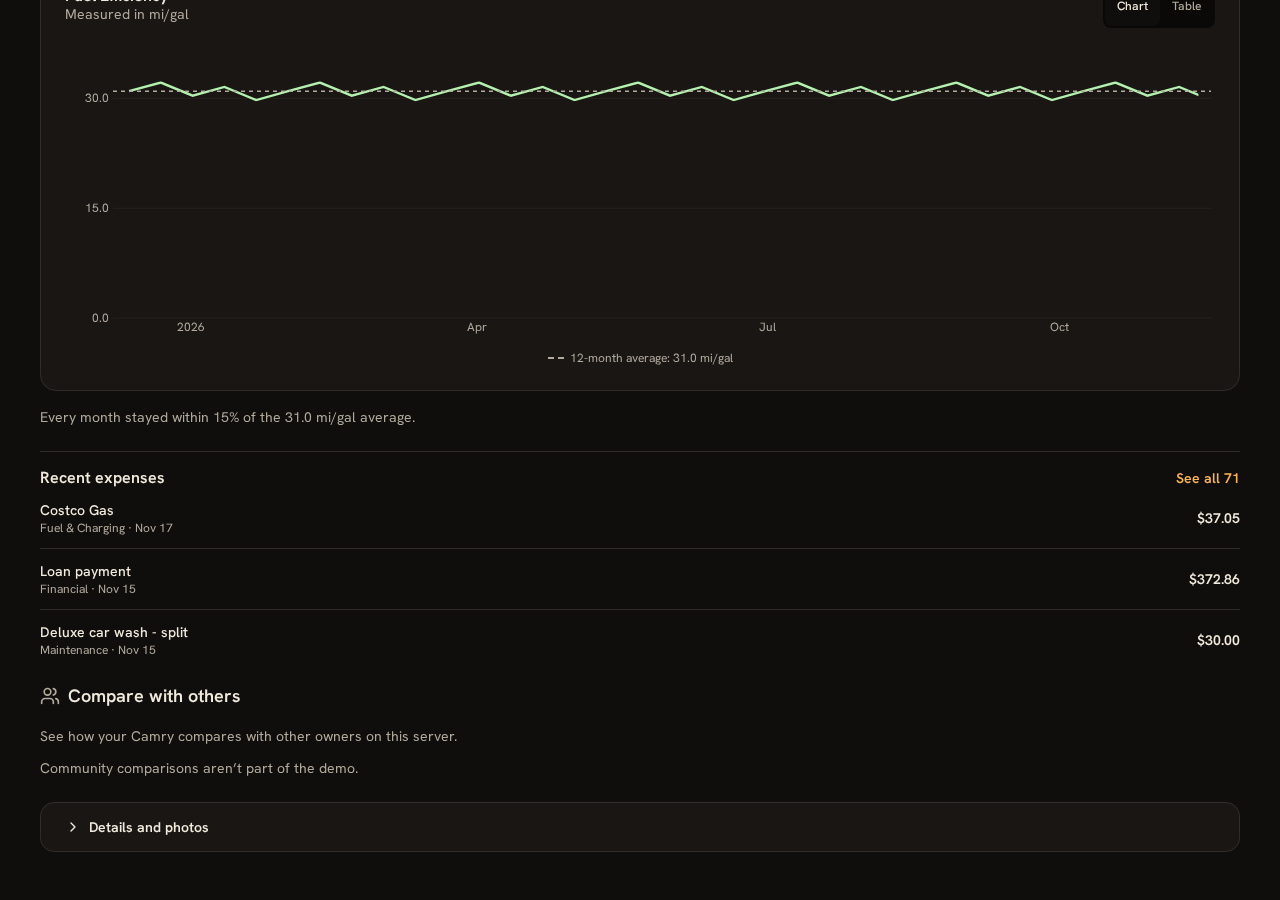 Fuel Efficiency
Measured in mi/gal
Chart
Table
30.0
15.0
0.0
2026
Apr
Jul
Oct
12-month average: 31.0 mi/gal
Every month stayed within 15% of the 31.0 mi/gal average.
Recent expenses
See all 71
Costco Gas
Fuel & Charging · Nov 17
$37.05
Loan payment
Financial · Nov 15
$372.86
Deluxe car wash - split
Maintenance · Nov 15
$30.00
Compare with others
See how your Camry compares with other owners on this server.
Community comparisons aren’t part of the demo.
Details and photos